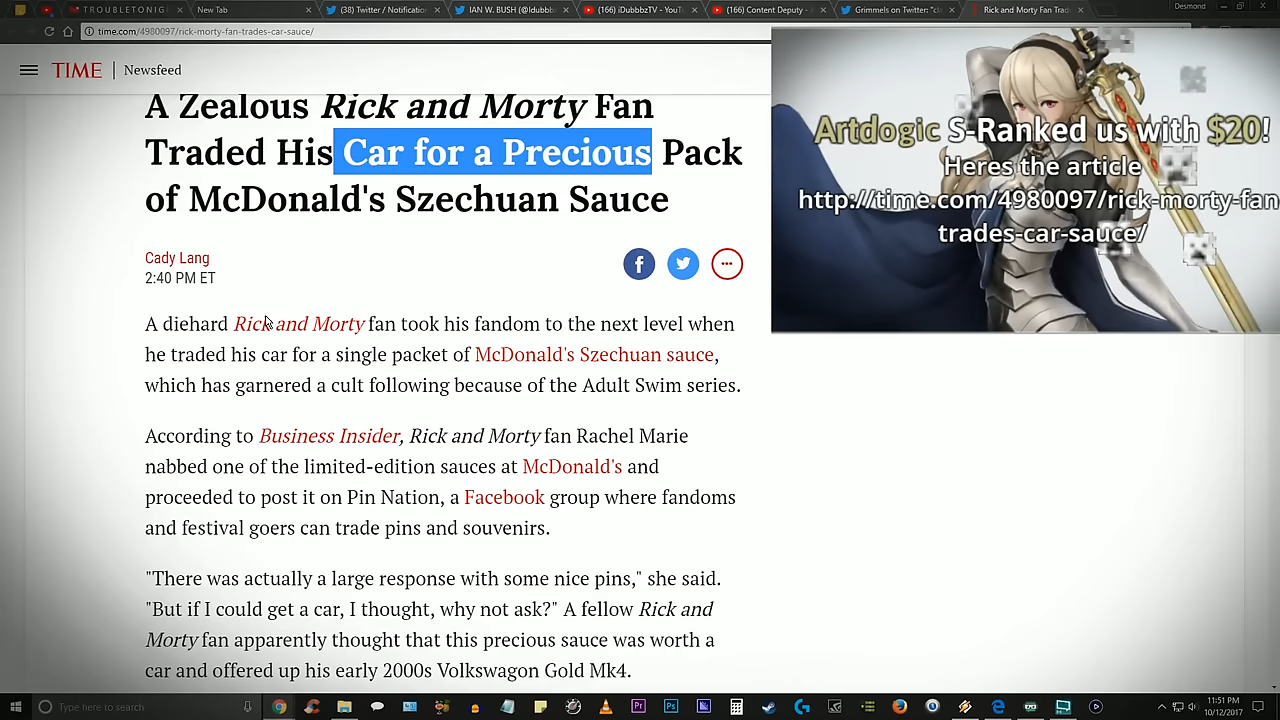 TROUBLETONIG
New Tab
(38) Twitter / Notification
IAN W. BUSH (@Idubbbz
(166) iDubbbzTV - YouT
(166) Content Deputy -
Grimmels on Twitter: "cl
Rick and Morty Fan Trad
Desmond
time.com/4980097/rick-morty-fan-trades-car-sauce/
TIME | Newsfeed
A Zealous Rick and Morty Fan
Traded His Car for a Precious Pack
of McDonald's Szechuan Sauce
Cady Lang
2:40 PM ET
A diehard Rick and Morty fan took his fandom to the next level when
he traded his car for a single packet of McDonald's Szechuan sauce,
which has garnered a cult following because of the Adult Swim series.
According to Business Insider, Rick and Morty fan Rachel Marie
nabbed one of the limited-edition sauces at McDonald's and
proceeded to post it on Pin Nation, a Facebook group where fandoms
and festival goers can trade pins and souvenirs.
"There was actually a large response with some nice pins," she said.
"But if I could get a car, I thought, why not ask?" A fellow Rick and
Morty fan apparently thought that this precious sauce was worth a
car and offered up his early 2000s Volkswagon Gold Mk4.
Artdogic S-Ranked us with $20!
Heres the article
http://time.com/4980097/rick-morty-fan-
trades-car-sauce/
Type here to search
11:51 PM
10/12/2017